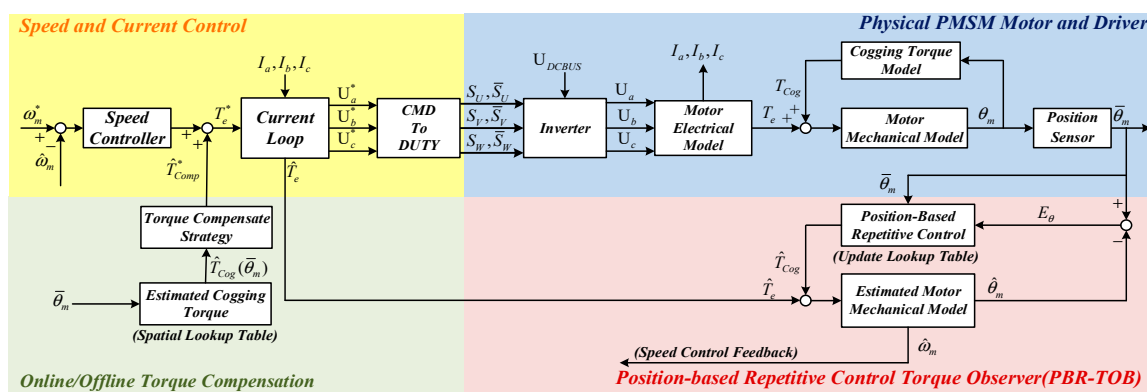 Speed and Current Control
Physical PMSM Motor and Driver
I_a, I_b, I_c
I_a, I_b, I_c
U_DCBUS
Cogging Torque
Model
T_Cog
ω*_m
+
−
ω̂_m
Speed
Controller
+
+
T*_e
Current
Loop
U*_a
U*_b
U*_c
CMD
To
DUTY
S_U, S̄_U
S_V, S̄_V
S_W, S̄_W
Inverter
U_a
U_b
U_c
Motor
Electrical
Model
T_e
+
+
Motor
Mechanical Model
θ_m
Position
Sensor
θ̄_m
T̂*_Comp
T̂_e
Torque Compensate
Strategy
T̂_Cog(θ̄_m)
θ̄_m
Estimated Cogging
Torque
(Spatial Lookup Table)
θ̄_m
Position-Based
Repetitive Control
(Update Lookup Table)
E_θ
+
−
T̂_Cog
T̂_e
Estimated Motor
Mechanical Model
θ̂_m
ω̂_m
(Speed Control Feedback)
Online/Offline Torque Compensation
Position-based Repetitive Control Torque Observer(PBR-TOB)